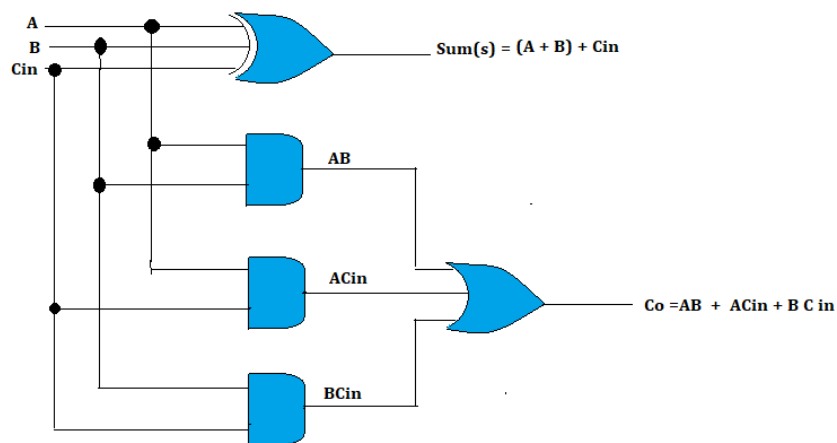 A
B
Cin
Sum(s) = (A + B) + Cin
AB
ACin
Co =AB + ACin + B C in
BCin